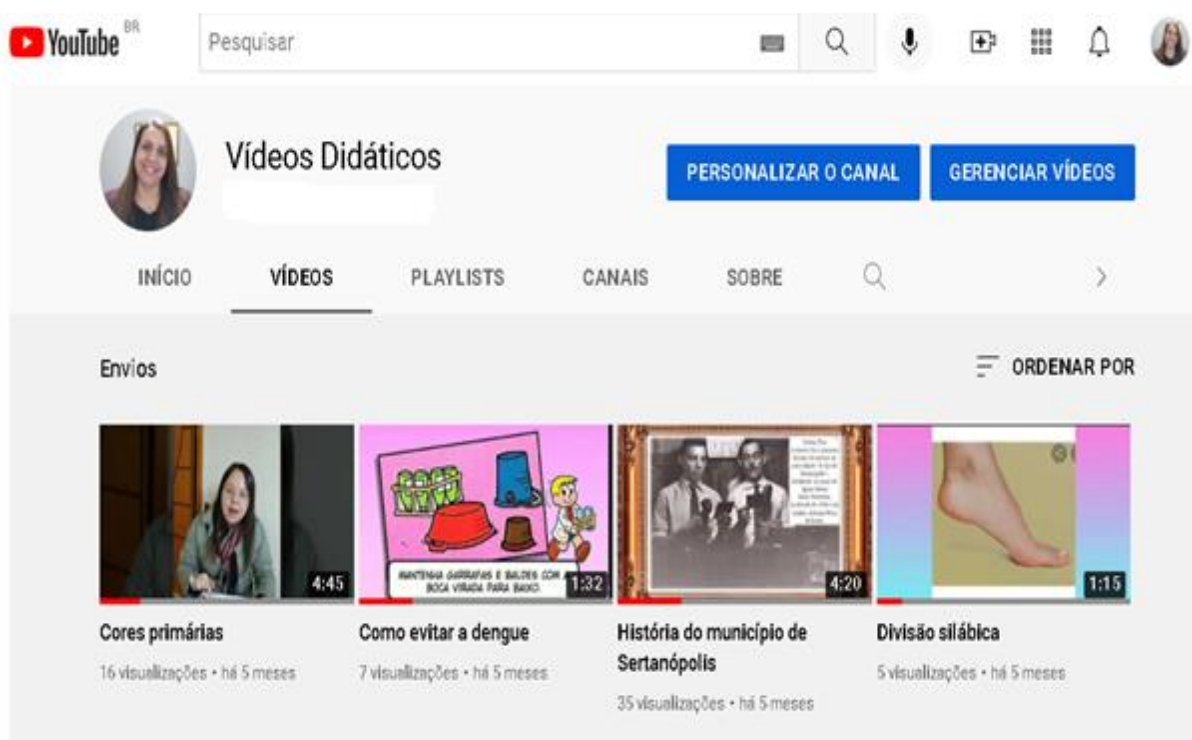 YouTube BR
Pesquisar
Vídeos Didáticos
PERSONALIZAR O CANAL
GERENCIAR VÍDEOS
INÍCIO
VÍDEOS
PLAYLISTS
CANAIS
SOBRE
Envios
ORDENAR POR
MANTENHA GARRAFAS E BALDES COM A
BOCA VIRADA PARA BAIXO.
4:45
1:32
4:20
1:15
Cores primárias
16 visualizações • há 5 meses
Como evitar a dengue
7 visualizações • há 5 meses
História do município de
Sertanópolis
35 visualizações • há 5 meses
Divisão silábica
5 visualizações • há 5 meses